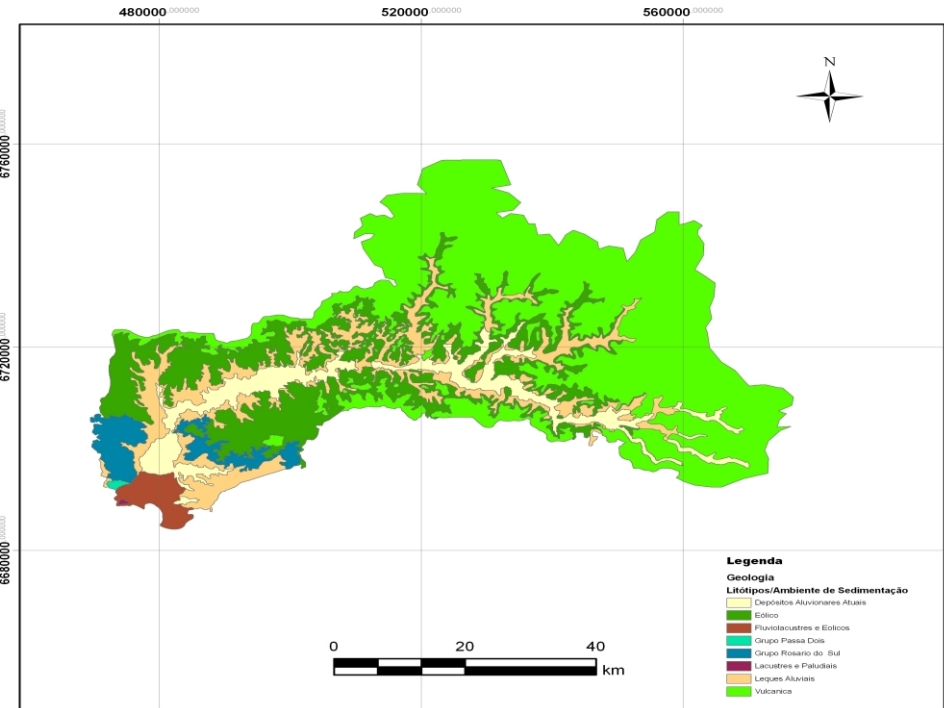 480000,000000 520000,000000 560000,000000
N
6760000,000000
6720000,000000
6680000,000000
Legenda
Geologia
Litótipos/Ambiente de Sedimentação
Depósitos Aluvionares Atuais
Eólico
Fluviolacustres e Eolicos
Grupo Passa Dois
Grupo Rosario do Sul
Lacustres e Paludiais
Leques Aluviais
Vulcanica
0 20 40
km